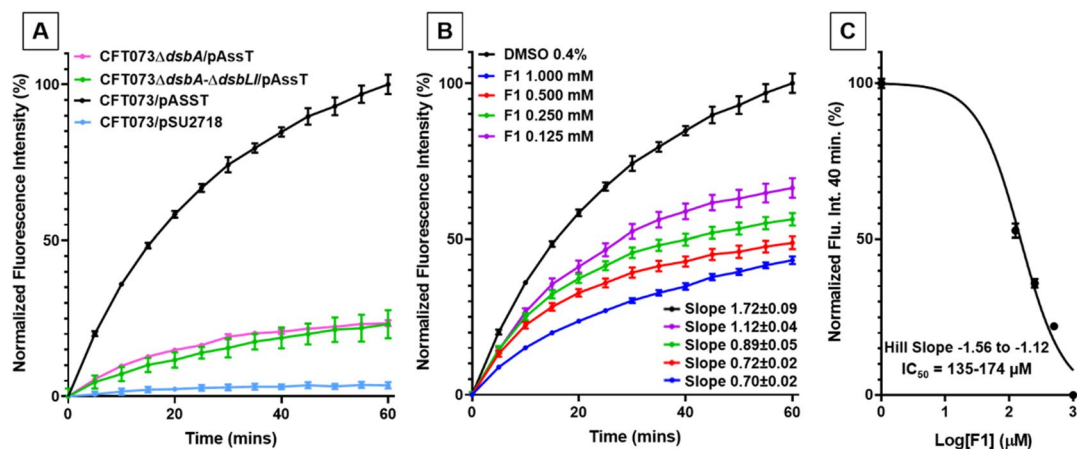 A
Normalized Fluorescence Intensity (%)
100
50
0
CFT073ΔdsbA/pAssT
CFT073ΔdsbA-ΔdsbLI/pAssT
CFT073/pASST
CFT073/pSU2718
0 20 40 60
Time (mins)
B
Normalized Fluorescence Intensity (%)
100
50
0
DMSO 0.4%
F1 1.000 mM
F1 0.500 mM
F1 0.250 mM
F1 0.125 mM
Slope 1.72±0.09
Slope 1.12±0.04
Slope 0.89±0.05
Slope 0.72±0.02
Slope 0.70±0.02
0 20 40 60
Time (mins)
C
Normalized Flu. Int. 40 min. (%)
100
50
0
Hill Slope -1.56 to -1.12
IC50 = 135-174 µM
0 1 2 3
Log[F1] (µM)